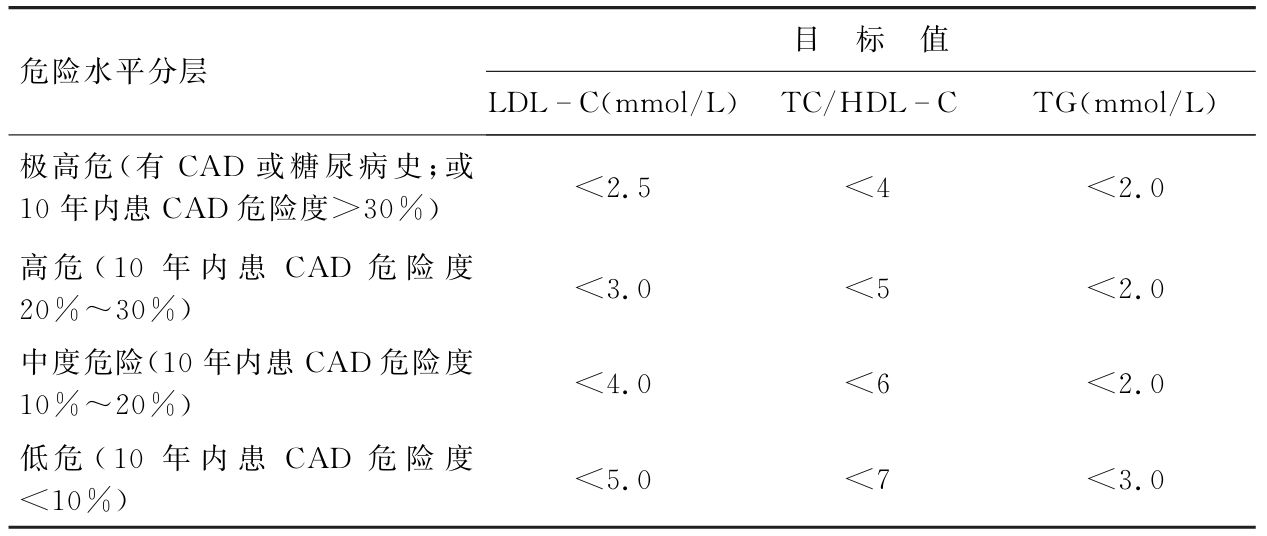 危险水平分层
目 标 值
LDL-C(mmol/L) TC/HDL-C TG(mmol/L)
极高危(有 CAD 或糖尿病史;或
10 年内患 CAD 危险度>30%)
<2.5 <4 <2.0
高危(10 年内患 CAD 危险度
20%~30%)
<3.0 <5 <2.0
中度危险(10 年内患 CAD 危险度
10%~20%)
<4.0 <6 <2.0
低危(10 年内患 CAD 危险度
<10%)
<5.0 <7 <3.0